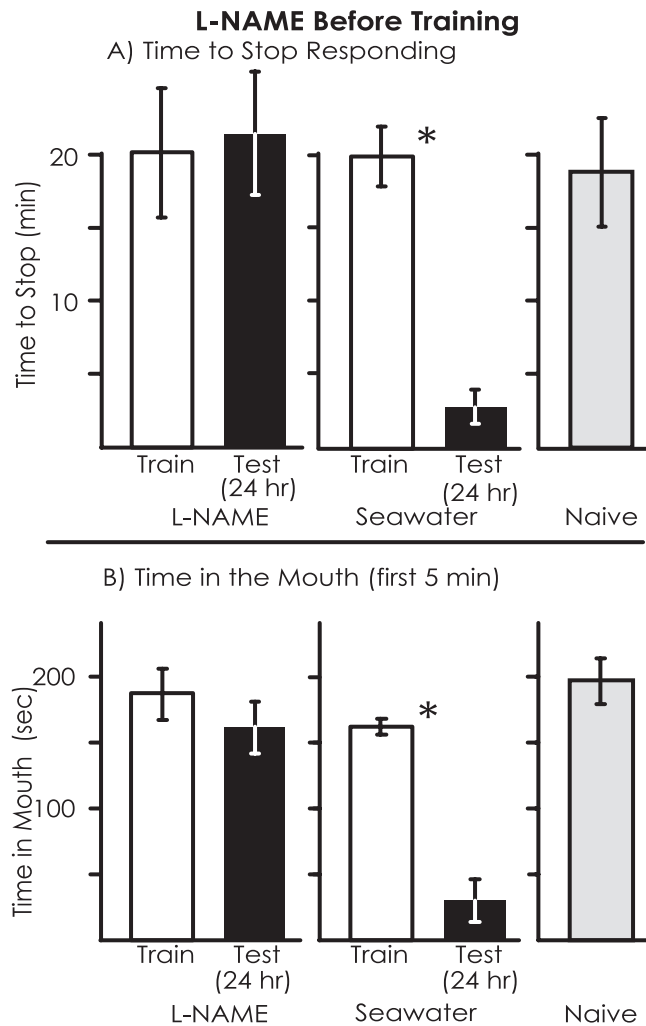 L-NAME Before Training
A) Time to Stop Responding
Time to Stop (min)
20
10
*
Train Test Train Test
(24 hr) (24 hr)
L-NAME Seawater Naive
B) Time in the Mouth (first 5 min)
Time in Mouth (sec)
200
100
*
Train Test Train Test
(24 hr) (24 hr)
L-NAME Seawater Naive